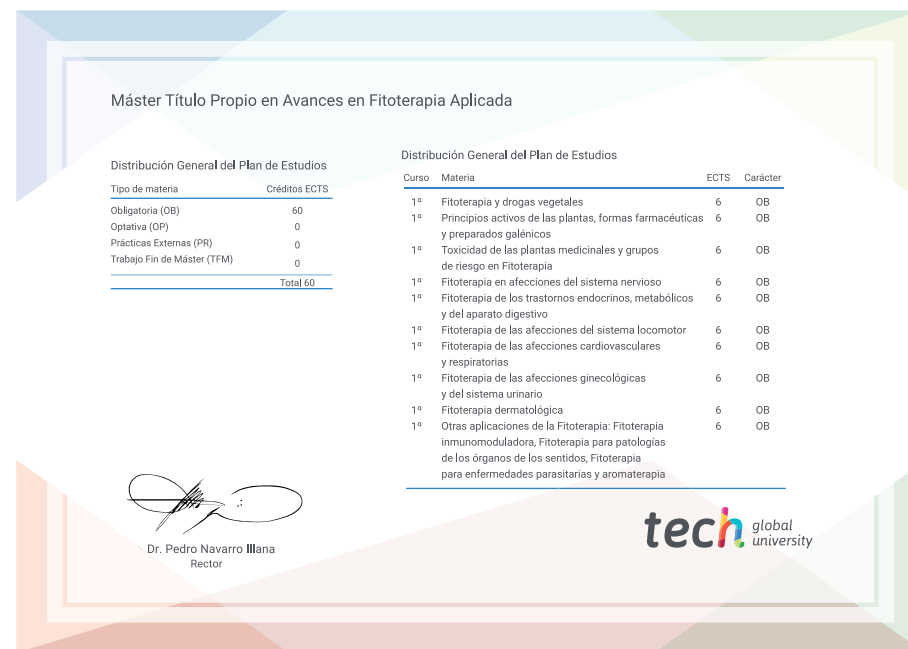 Máster Título Propio en Avances en Fitoterapia Aplicada
Distribución General del Plan de Estudios
Tipo de materia Créditos ECTS
Obligatoria (OB) 60
Optativa (OP) 0
Prácticas Externas (PR) 0
Trabajo Fin de Máster (TFM) 0
Total 60
Distribución General del Plan de Estudios
Curso Materia ECTS Carácter
1º Fitoterapia y drogas vegetales 6 OB
1º Principios activos de las plantas, formas farmacéuticas 6 OB
y preparados galénicos
1º Toxicidad de las plantas medicinales y grupos 6 OB
de riesgo en Fitoterapia
1º Fitoterapia en afecciones del sistema nervioso 6 OB
1º Fitoterapia de los trastornos endocrinos, metabólicos 6 OB
y del aparato digestivo
1º Fitoterapia de las afecciones del sistema locomotor 6 OB
1º Fitoterapia de las afecciones cardiovasculares 6 OB
y respiratorias
1º Fitoterapia de las afecciones ginecológicas 6 OB
y del sistema urinario
1º Fitoterapia dermatológica 6 OB
1º Otras aplicaciones de la Fitoterapia: Fitoterapia 6 OB
inmunomoduladora, Fitoterapia para patologías
de los órganos de los sentidos, Fitoterapia
para enfermedades parasitarias y aromaterapia
Dr. Pedro Navarro Illana
Rector
tech global
university